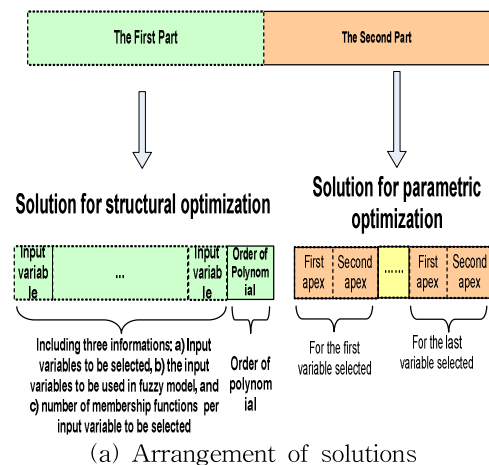 The First Part
The Second Part
Solution for structural optimization
Solution for parametric
optimization
Input
variab
le
...
Input
variab
le
Order of
Polynom
ial
First
apex
Second
apex
......
First
apex
Second
apex
Including three informations: a) Input
variables to be selected, b) the input
variables to be used in fuzzy model, and
c) number of membership functions per
input variable to be selected
Order of
polynom
ial
For the first
variable selected
For the last
variable selected
(a) Arrangement of solutions